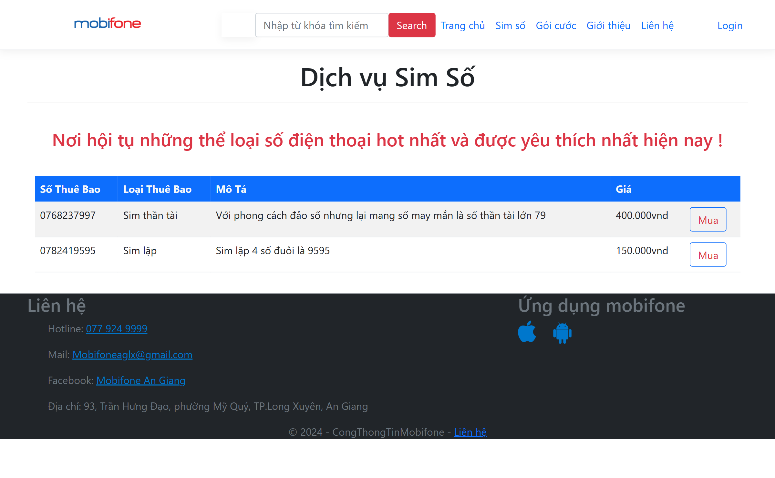 mobifone
Nhập từ khóa tìm kiếm Search Trang chủ Sim số Gói cước Giới thiệu Liên hệ Login
Dịch vụ Sim Số
Nơi hội tụ những thể loại số điện thoại hot nhất và được yêu thích nhất hiện nay !
Số Thuê Bao Loại Thuê Bao Mô Tả Giá
0768237997 Sim thần tài Với phong cách đảo số nhưng lại mang số may mắn là số thần tài lớn 79 400.000vnd Mua
0782419595 Sim lặp Sim lặp 4 số đuôi là 9595 150.000vnd Mua
Liên hệ
Ứng dụng mobifone
Hotline: 077 924 9999
Mail: Mobifoneaglx@gmail.com
Facebook: Mobifone An Giang
Địa chỉ: 93, Trần Hưng Đạo, phường Mỹ Quý, TP.Long Xuyên, An Giang
© 2024 - CongThongTinMobifone - Liên hệ